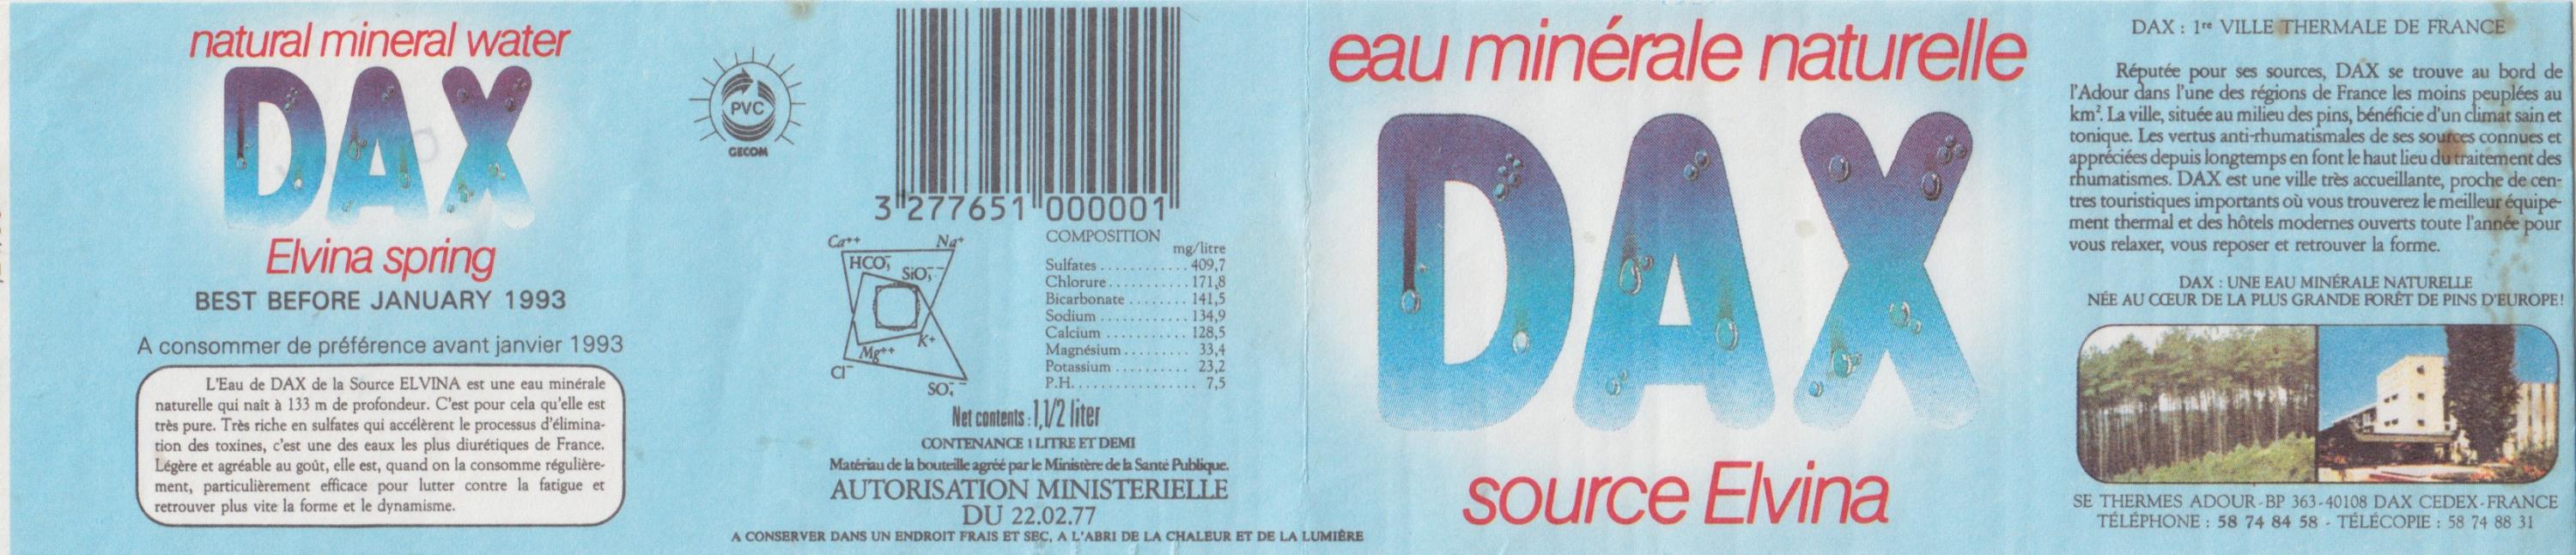 natural mineral water
DAX
Elvina spring
BEST BEFORE JANUARY 1993
A consommer de préférence avant janvier 1993
L'Eau de DAX de la Source ELVINA est une eau minérale
naturelle qui naît à 133 m de profondeur. C'est pour cela qu'elle est
très pure. Très riche en sulfates qui accélèrent le processus d'élimina-
tion des toxines, c'est une des eaux les plus diurétiques de France.
Légère et agréable au goût, elle est, quand on la consomme régulière-
ment, particulièrement efficace pour lutter contre la fatigue et
retrouver plus vite la forme et le dynamisme.
PVC
GECOM
3 277651 000001
Ca++ Na+
HCO3- SiO3--
K+
Mg++
Cl-
SO4--
COMPOSITION
mg/litre
Sulfates ............ 409,7
Chlorure ........... 171,8
Bicarbonate ........ 141,5
Sodium ............ 134,9
Calcium ........... 128,5
Magnésium ......... 33,4
Potassium .......... 23,2
P.H. ................. 7,5
Net contents : 1,1/2 liter
CONTENANCE 1 LITRE ET DEMI
Matériau de la bouteille agréé par le Ministère de la Santé Publique.
AUTORISATION MINISTERIELLE
DU 22.02.77
A CONSERVER DANS UN ENDROIT FRAIS ET SEC, A L'ABRI DE LA CHALEUR ET DE LA LUMIÈRE
eau minérale naturelle
DAX
source Elvina
DAX : 1re VILLE THERMALE DE FRANCE
Réputée pour ses sources, DAX se trouve au bord de
l'Adour dans l'une des régions de France les moins peuplées au
km². La ville, située au milieu des pins, bénéficie d'un climat sain et
tonique. Les vertus anti-rhumatismales de ses sources connues et
appréciées depuis longtemps en font le haut lieu du traitement des
rhumatismes. DAX est une ville très accueillante, proche de cen-
tres touristiques importants où vous trouverez le meilleur équipe-
ment thermal et des hôtels modernes ouverts toute l'année pour
vous relaxer, vous reposer et retrouver la forme.
DAX : UNE EAU MINÉRALE NATURELLE
NÉE AU CŒUR DE LA PLUS GRANDE FORÊT DE PINS D'EUROPE !
SE THERMES ADOUR - BP 363 - 40108 DAX CEDEX - FRANCE
TÉLÉPHONE : 58 74 84 58 - TÉLÉCOPIE : 58 74 88 31